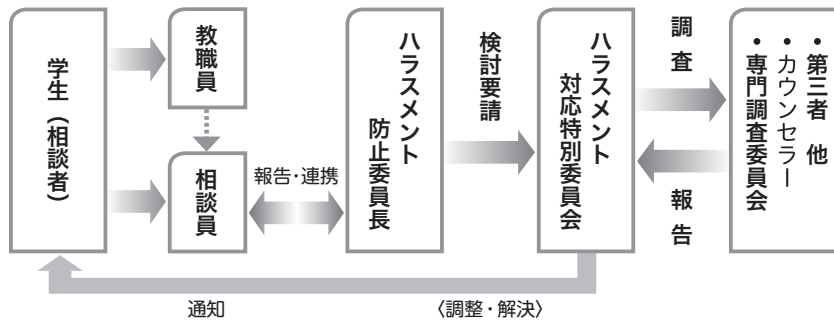 学生（相談者）
教職員
相談員
報告・連携
ハラスメント
防止委員長
検討要請
ハラスメント
対応特別委員会
調査
報告
・第三者　他
・カウンセラー
・専門調査委員会
通知
〈調整・解決〉